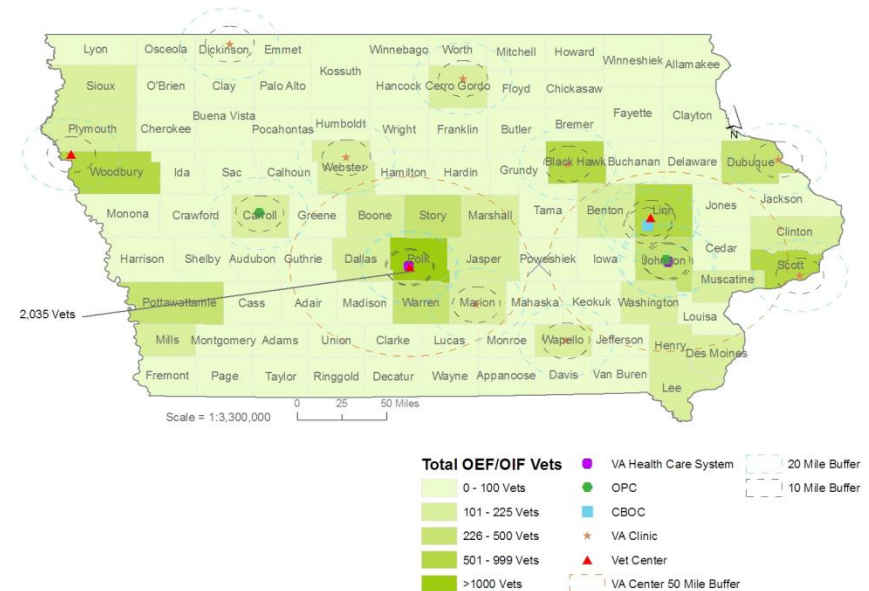 Lyon Osceola Dickinson Emmet Winnebago Worth Mitchell Howard
Winneshiek Allamakee
Kossuth
Sioux O'Brien Clay Palo Alto Hancock Cerro Gordo Floyd Chickasaw
Buena Vista Fayette Clayton
Plymouth Cherokee Pocahontas Humboldt Wright Franklin Butler Bremer
N
Woodbury Ida Sac Calhoun Webster Hamilton Hardin Grundy Black Hawk Buchanan Delaware Dubuque
Monona Crawford Carroll Greene Boone Story Marshall Tama Benton Linn Jones Jackson
Clinton
Harrison Shelby Audubon Guthrie Dallas Polk Jasper Poweshiek Iowa Johnson Cedar Scott
Muscatine
Pottawattamie Cass Adair Madison Warren Marion Mahaska Keokuk Washington
Louisa
2,035 Vets
Mills Montgomery Adams Union Clarke Lucas Monroe Wapello Jefferson Henry
Des Moines
Fremont Page Taylor Ringgold Decatur Wayne Appanoose Davis Van Buren
Lee
0 25 50 Miles
Scale = 1:3,300,000
Total OEF/OIF Vets
0 - 100 Vets
101 - 225 Vets
226 - 500 Vets
501 - 999 Vets
>1000 Vets
VA Health Care System
OPC
CBOC
VA Clinic
Vet Center
VA Center 50 Mile Buffer
20 Mile Buffer
10 Mile Buffer